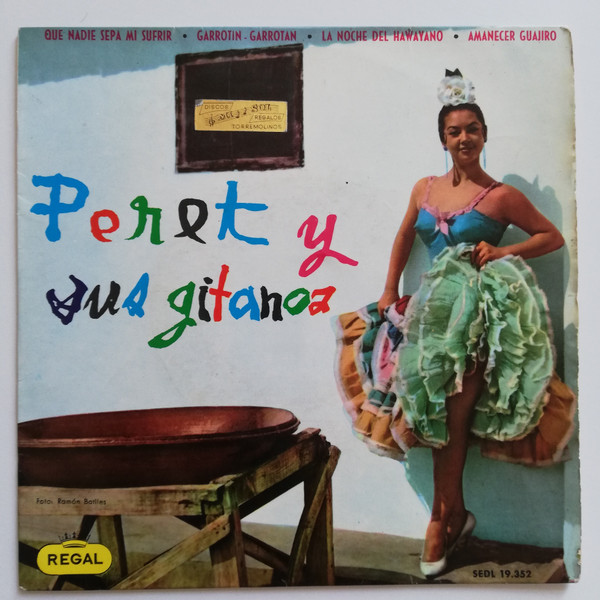 QUE NADIE SEPA MI SUFRIR • GARROTIN - GARROTAN • LA NOCHE DEL HAWAYANO • AMANECER GUAJIRO
DISCOS
REGALOS
TORREMOLINOS
Peret y
sus gitanos
Foto: Ramón Batlles
REGAL
SEDL 19.352